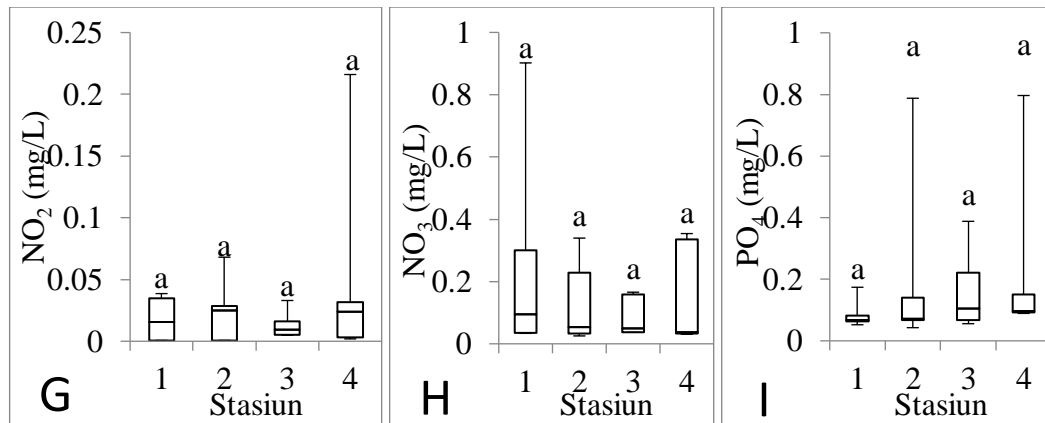 NO2 (mg/L)
0.25
0.2
0.15
0.1
0.05
0
a
a
a
a
1 2 3 4
Stasiun
G
NO3 (mg/L)
1
0.8
0.6
0.4
0.2
0
a
a
a
a
1 2 3 4
Stasiun
H
PO4 (mg/L)
1
0.8
0.6
0.4
0.2
0
a
a
a
a
1 2 3 4
Stasiun
I